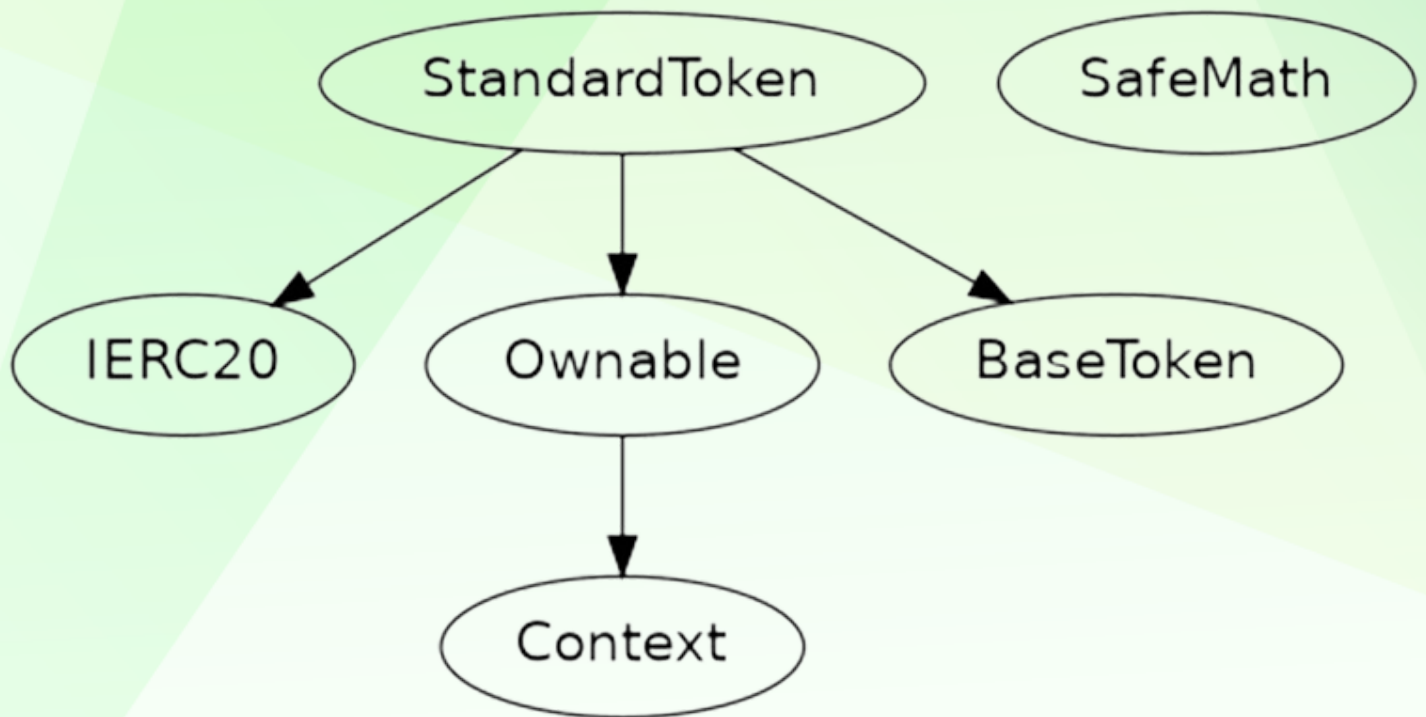 StandardToken
SafeMath
IERC20
Ownable
BaseToken
Context